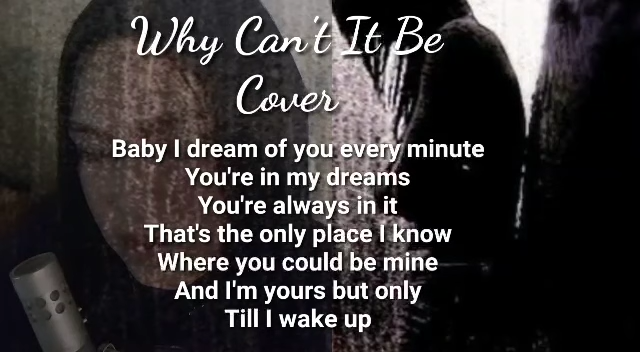 Why Can't It Be
Cover
Baby I dream of you every minute
You're in my dreams
You're always in it
That's the only place I know
Where you could be mine
And I'm yours but only
Till I wake up